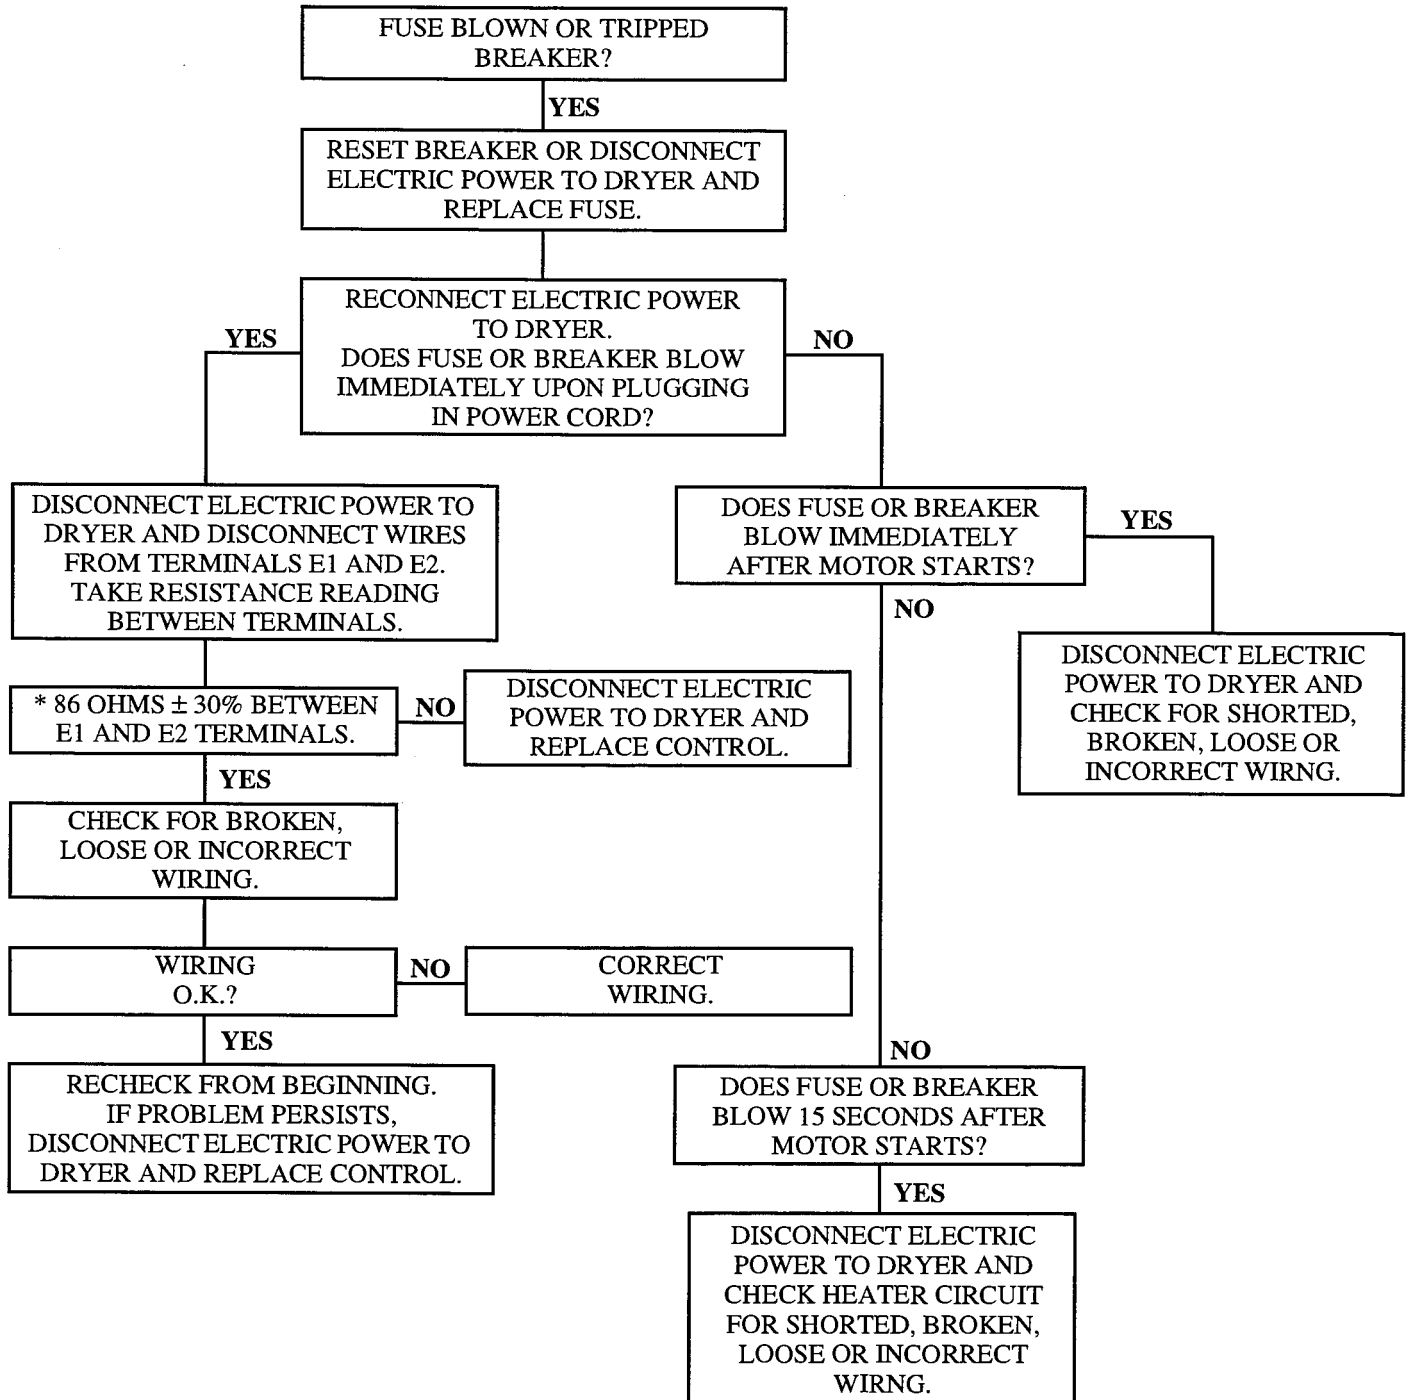 FUSE BLOWN OR TRIPPED
BREAKER?
YES
RESET BREAKER OR DISCONNECT
ELECTRIC POWER TO DRYER AND
REPLACE FUSE.
RECONNECT ELECTRIC POWER
TO DRYER.
DOES FUSE OR BREAKER BLOW
IMMEDIATELY UPON PLUGGING
IN POWER CORD?
YES
DISCONNECT ELECTRIC POWER TO
DRYER AND DISCONNECT WIRES
FROM TERMINALS E1 AND E2.
TAKE RESISTANCE READING
BETWEEN TERMINALS.
* 86 OHMS ± 30% BETWEEN
E1 AND E2 TERMINALS.
NO
DISCONNECT ELECTRIC
POWER TO DRYER AND
REPLACE CONTROL.
YES
CHECK FOR BROKEN,
LOOSE OR INCORRECT
WIRING.
WIRING
O.K.?
NO
CORRECT
WIRING.
YES
RECHECK FROM BEGINNING.
IF PROBLEM PERSISTS,
DISCONNECT ELECTRIC POWER TO
DRYER AND REPLACE CONTROL.
NO
DOES FUSE OR BREAKER
BLOW IMMEDIATELY
AFTER MOTOR STARTS?
YES
DISCONNECT ELECTRIC
POWER TO DRYER AND
CHECK FOR SHORTED,
BROKEN, LOOSE OR
INCORRECT WIRNG.
NO
NO
DOES FUSE OR BREAKER
BLOW 15 SECONDS AFTER
MOTOR STARTS?
YES
DISCONNECT ELECTRIC
POWER TO DRYER AND
CHECK HEATER CIRCUIT
FOR SHORTED, BROKEN,
LOOSE OR INCORRECT
WIRNG.